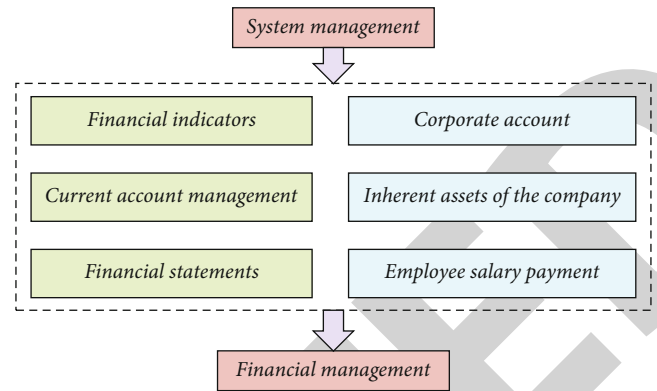 System management
Financial indicators
Corporate account
Current account management
Inherent assets of the company
Financial statements
Employee salary payment
Financial management